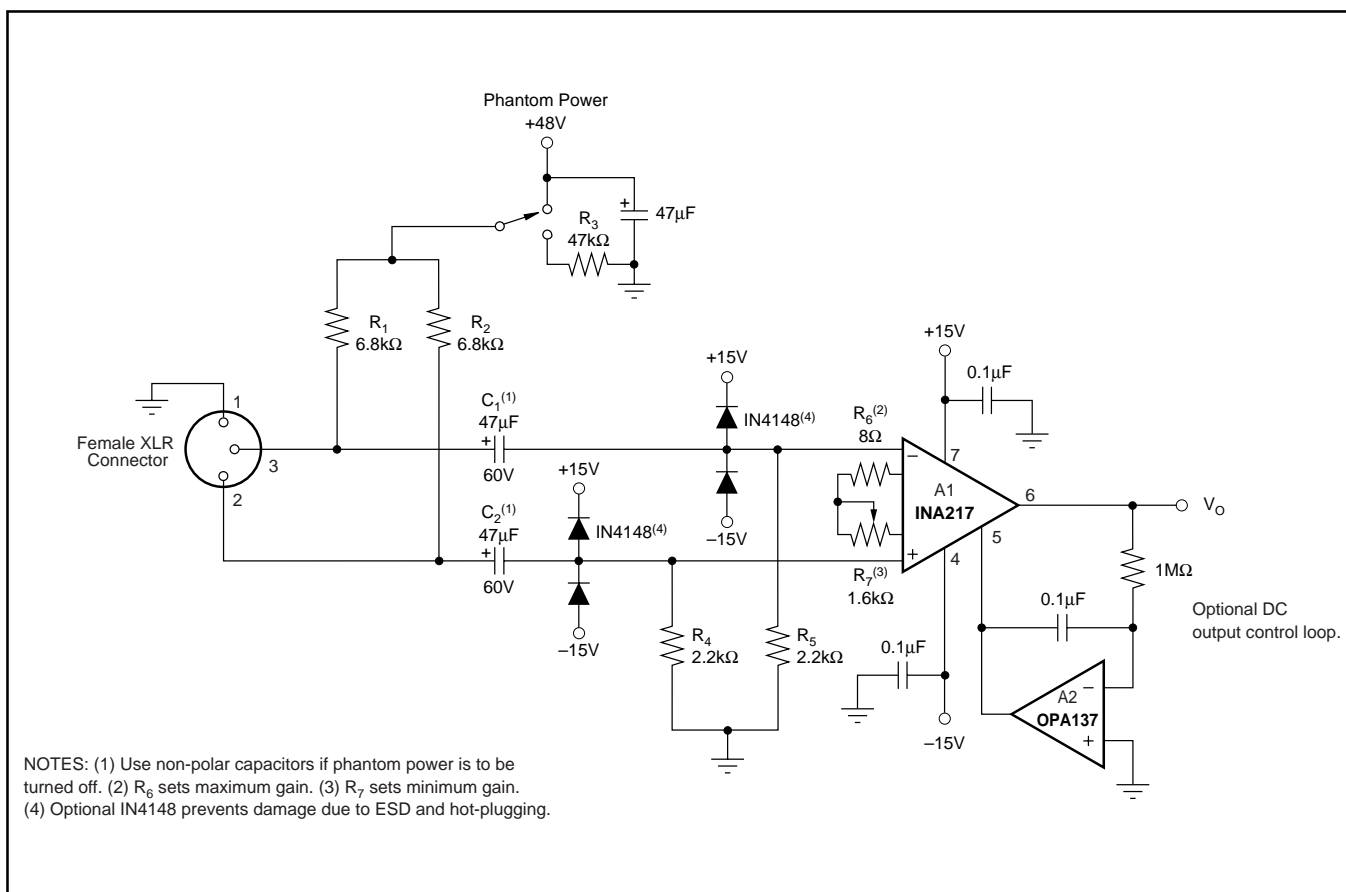 Phantom Power
+48V
+
47µF
R3
47kΩ
R1
6.8kΩ
R2
6.8kΩ
+15V
0.1µF
+15V
1
Female XLR
Connector
3
2
C1(1)
47µF
+
60V
IN4148(4)
R6(2)
8Ω
–
7
A1
INA217
6
VO
5
+15V
C2(1)
47µF
+
60V
IN4148(4)
–15V
+
4
R7(3)
1.6kΩ
1MΩ
–15V
R4
2.2kΩ
R5
2.2kΩ
0.1µF
0.1µF
Optional DC
output control loop.
A2
–
OPA137
+
–15V
NOTES: (1) Use non-polar capacitors if phantom power is to be
turned off. (2) R6 sets maximum gain. (3) R7 sets minimum gain.
(4) Optional IN4148 prevents damage due to ESD and hot-plugging.